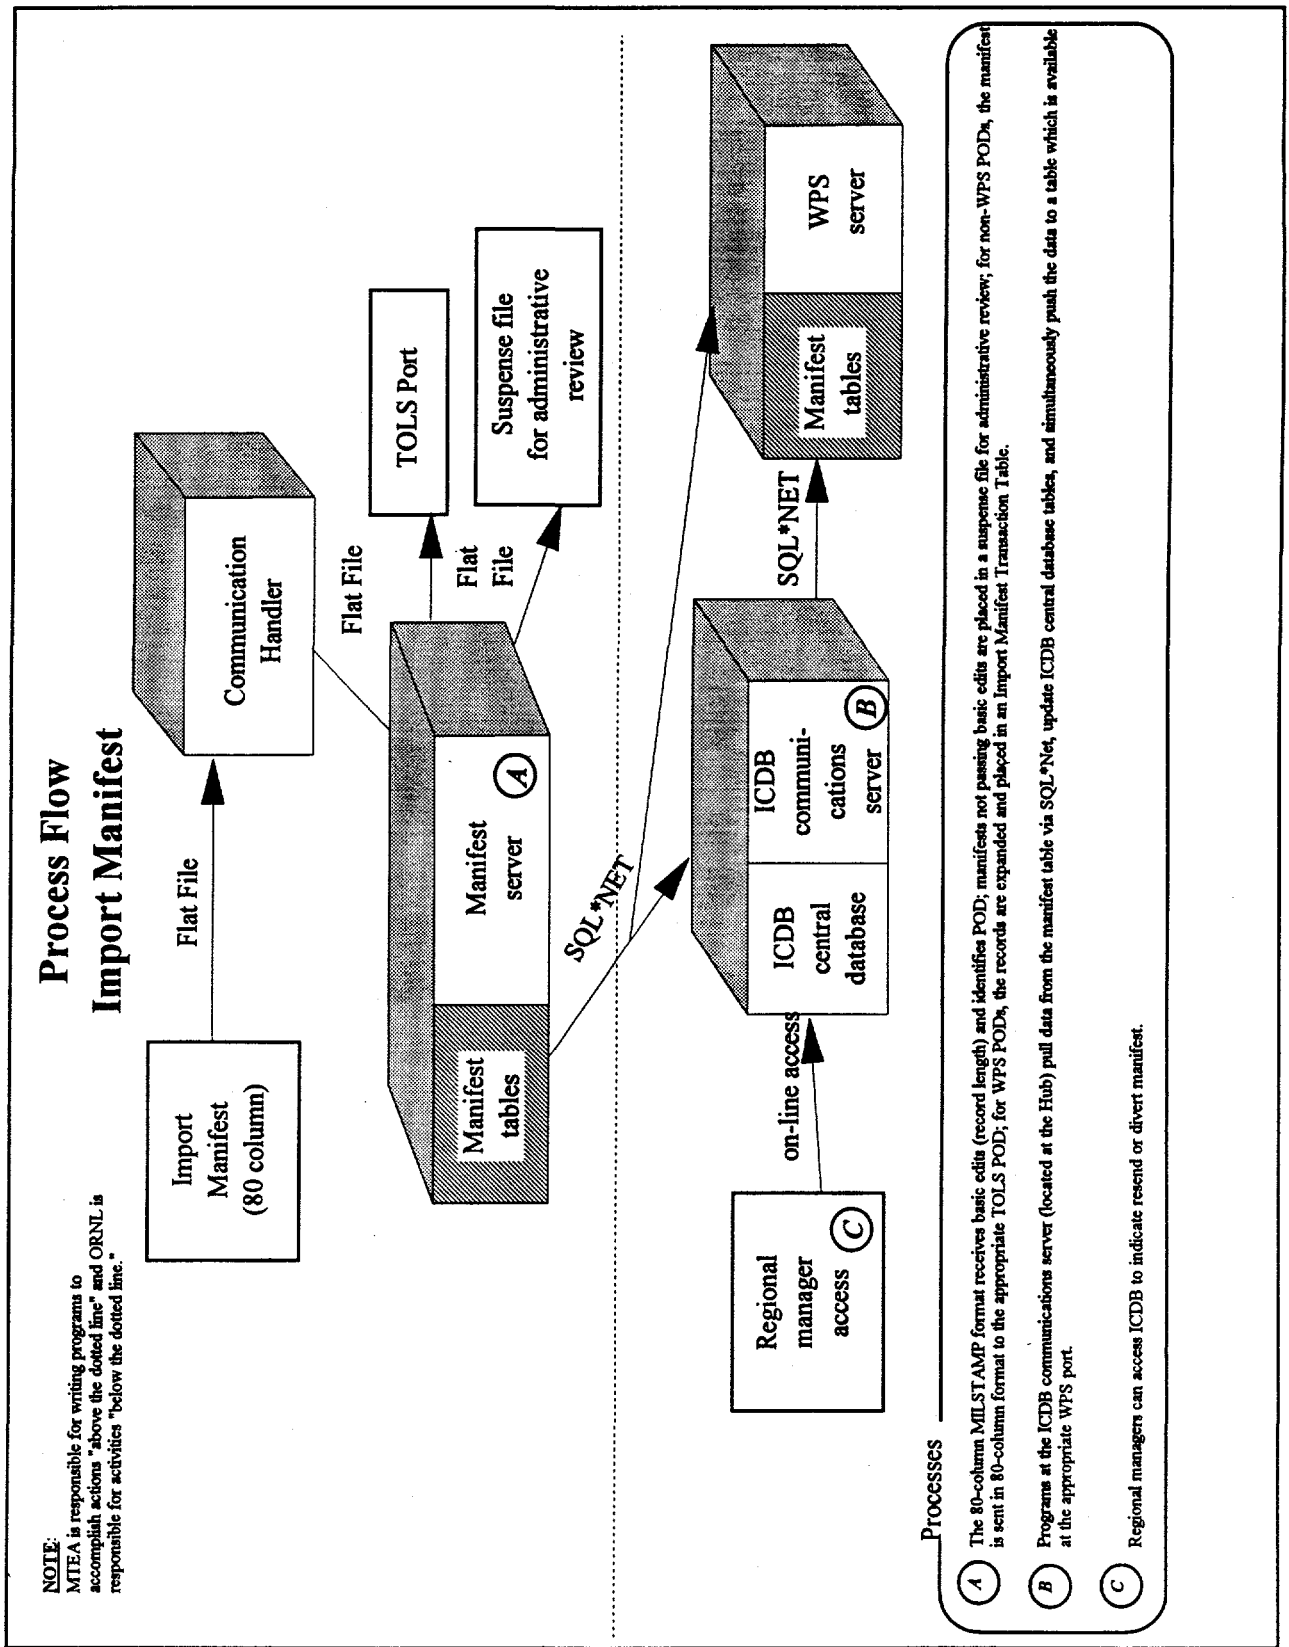 Process Flow
Import Manifest
NOTE:
MTEA is responsible for writing programs to
accomplish actions "above the dotted line" and ORNL is
responsible for activities "below the dotted line."
Import
Manifest
(80 column)
Flat File
Communication
Handler
Flat File
Manifest
tables
Manifest
server
A
TOLS Port
Flat
File
Suspense file
for administrative
review
SQL*NET
Regional
manager
access
C
on-line access
ICDB
central
database
ICDB
communi-
cations
server
B
SQL*NET
Manifest
tables
WPS
server
Processes
A The 80-column MILSTAMP format receives basic edits (record length) and identifies POD; manifests not passing basic edits are placed in a suspense file for administrative review; for non-WPS PODs, the manifest
is sent in 80-column format to the appropriate TOLS POD; for WPS PODs, the records are expanded and placed in an Import Manifest Transaction Table.
B Programs at the ICDB communications server (located at the Hub) pull data from the manifest table via SQL*Net, update ICDB central database tables, and simultaneously push the data to a table which is available
at the appropriate WPS port.
C Regional managers can access ICDB to indicate resend or divert manifest.